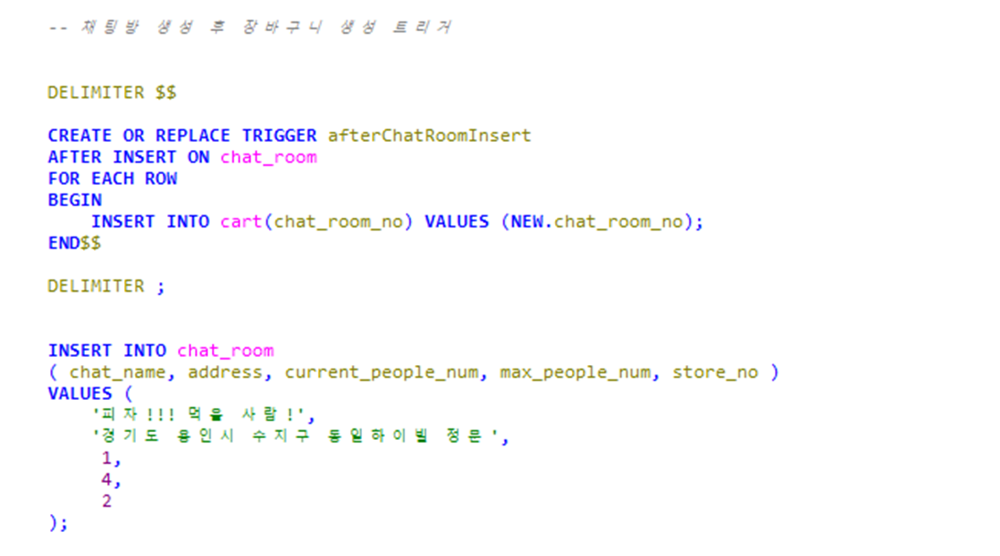 -- 채팅방 생성 후 장바구니 생성 트리거
DELIMITER $$
CREATE OR REPLACE TRIGGER afterChatRoomInsert
AFTER INSERT ON chat_room
FOR EACH ROW
BEGIN
INSERT INTO cart(chat_room_no) VALUES (NEW.chat_room_no);
END$$
DELIMITER ;
INSERT INTO chat_room
( chat_name, address, current_people_num, max_people_num, store_no )
VALUES (
'피자!!! 먹을 사람!',
'경기도 용인시 수지구 동일하이빌 정문',
1,
4,
2
);